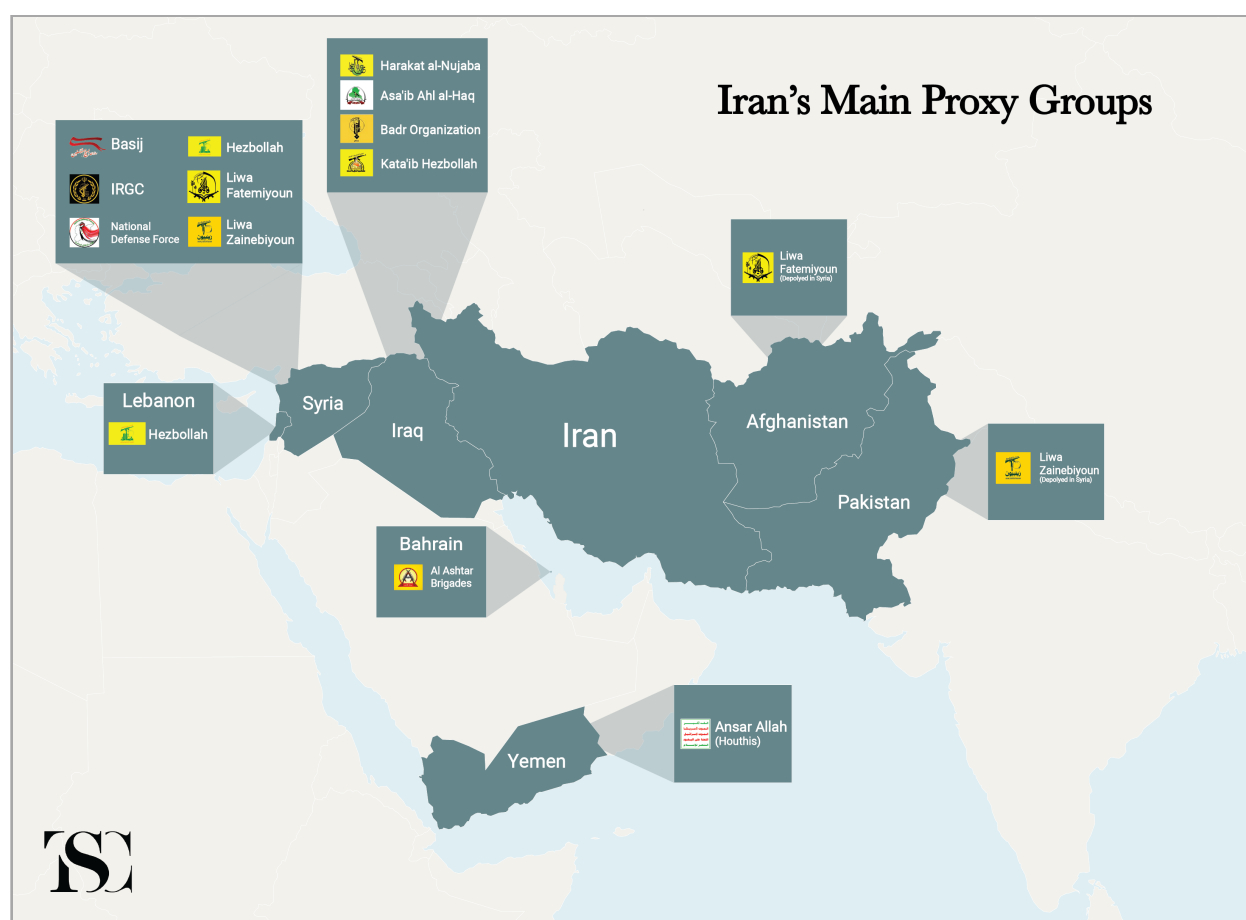 Iran's Main Proxy Groups
Harakat al-Nujaba
Asa'ib Ahl al-Haq
Badr Organization
Kata'ib Hezbollah
Basij
IRGC
National
Defense Force
Hezbollah
Liwa
Fatemiyoun
Liwa
Zainebiyoun
Liwa
Fatemiyoun
(Depolyed in Syria)
Lebanon
Hezbollah
Syria
Iraq
Iran
Afghanistan
Pakistan
Liwa
Zainebiyoun
(Depolyed in Syria)
Bahrain
Al Ashtar
Brigades
Yemen
Ansar Allah
(Houthis)
TSC